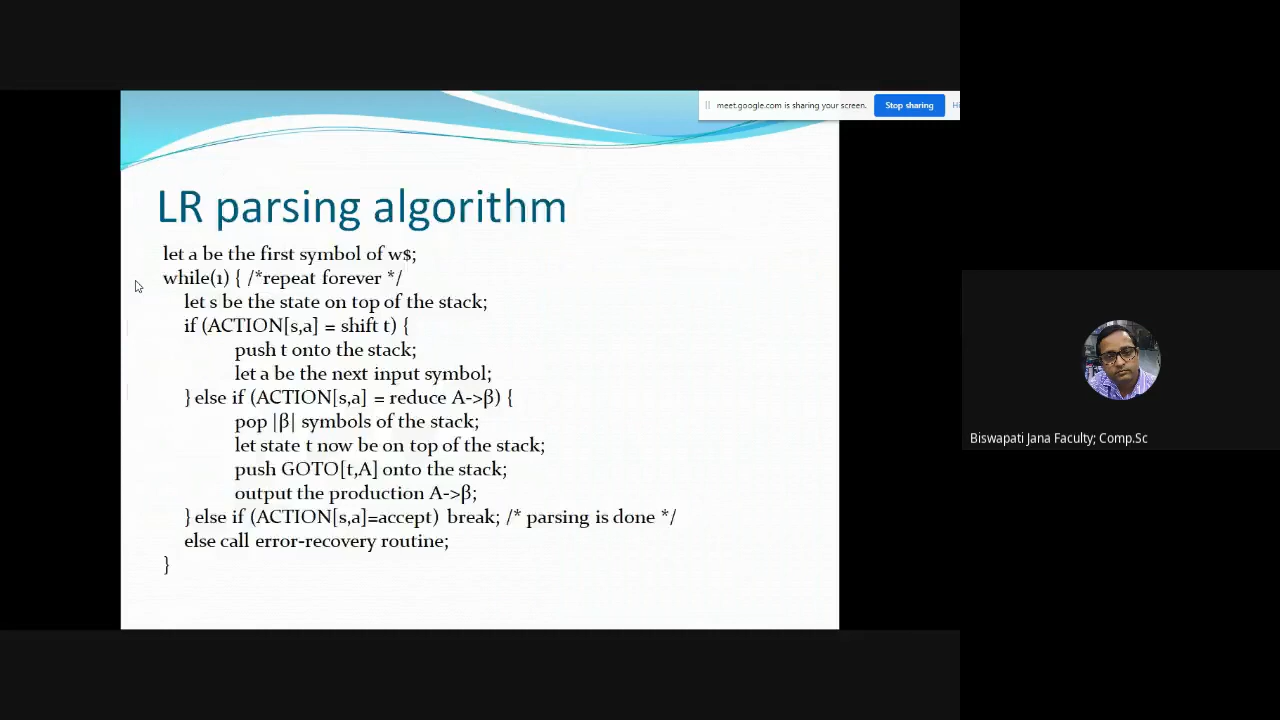 meet.google.com is sharing your screen.
Stop sharing
Hi
LR parsing algorithm
let a be the first symbol of w$;
while(1) { /*repeat forever */
let s be the state on top of the stack;
if (ACTION[s,a] = shift t) {
push t onto the stack;
let a be the next input symbol;
} else if (ACTION[s,a] = reduce A->β) {
pop |β| symbols of the stack;
let state t now be on top of the stack;
push GOTO[t,A] onto the stack;
output the production A->β;
} else if (ACTION[s,a]=accept) break; /* parsing is done */
else call error-recovery routine;
}
Biswapati Jana Faculty; Comp.Sc